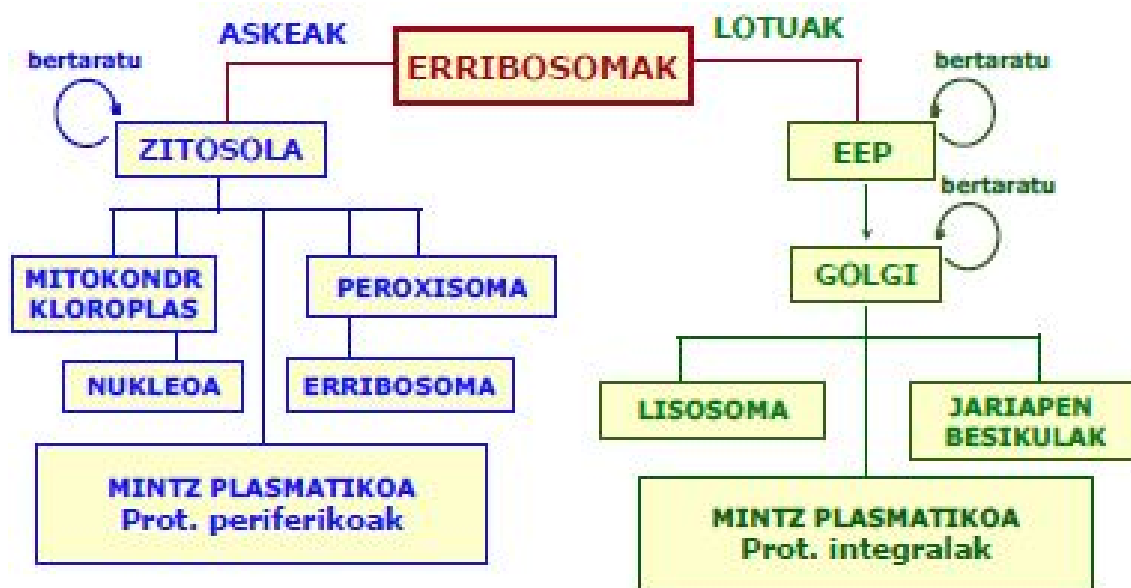 ASKEAK
ERRIBOSOMAK
LOTUAK
bertaratu
ZITOSOLA
MITOKONDR
KLOROPLAS
PEROXISOMA
NUKLEOA
ERRIBOSOMA
MINTZ PLASMATIKOA
Prot. periferikoak
bertaratu
EEP
bertaratu
GOLGI
LISOSOMA
JARIAPEN
BESIKULAK
MINTZ PLASMATIKOA
Prot. integralak